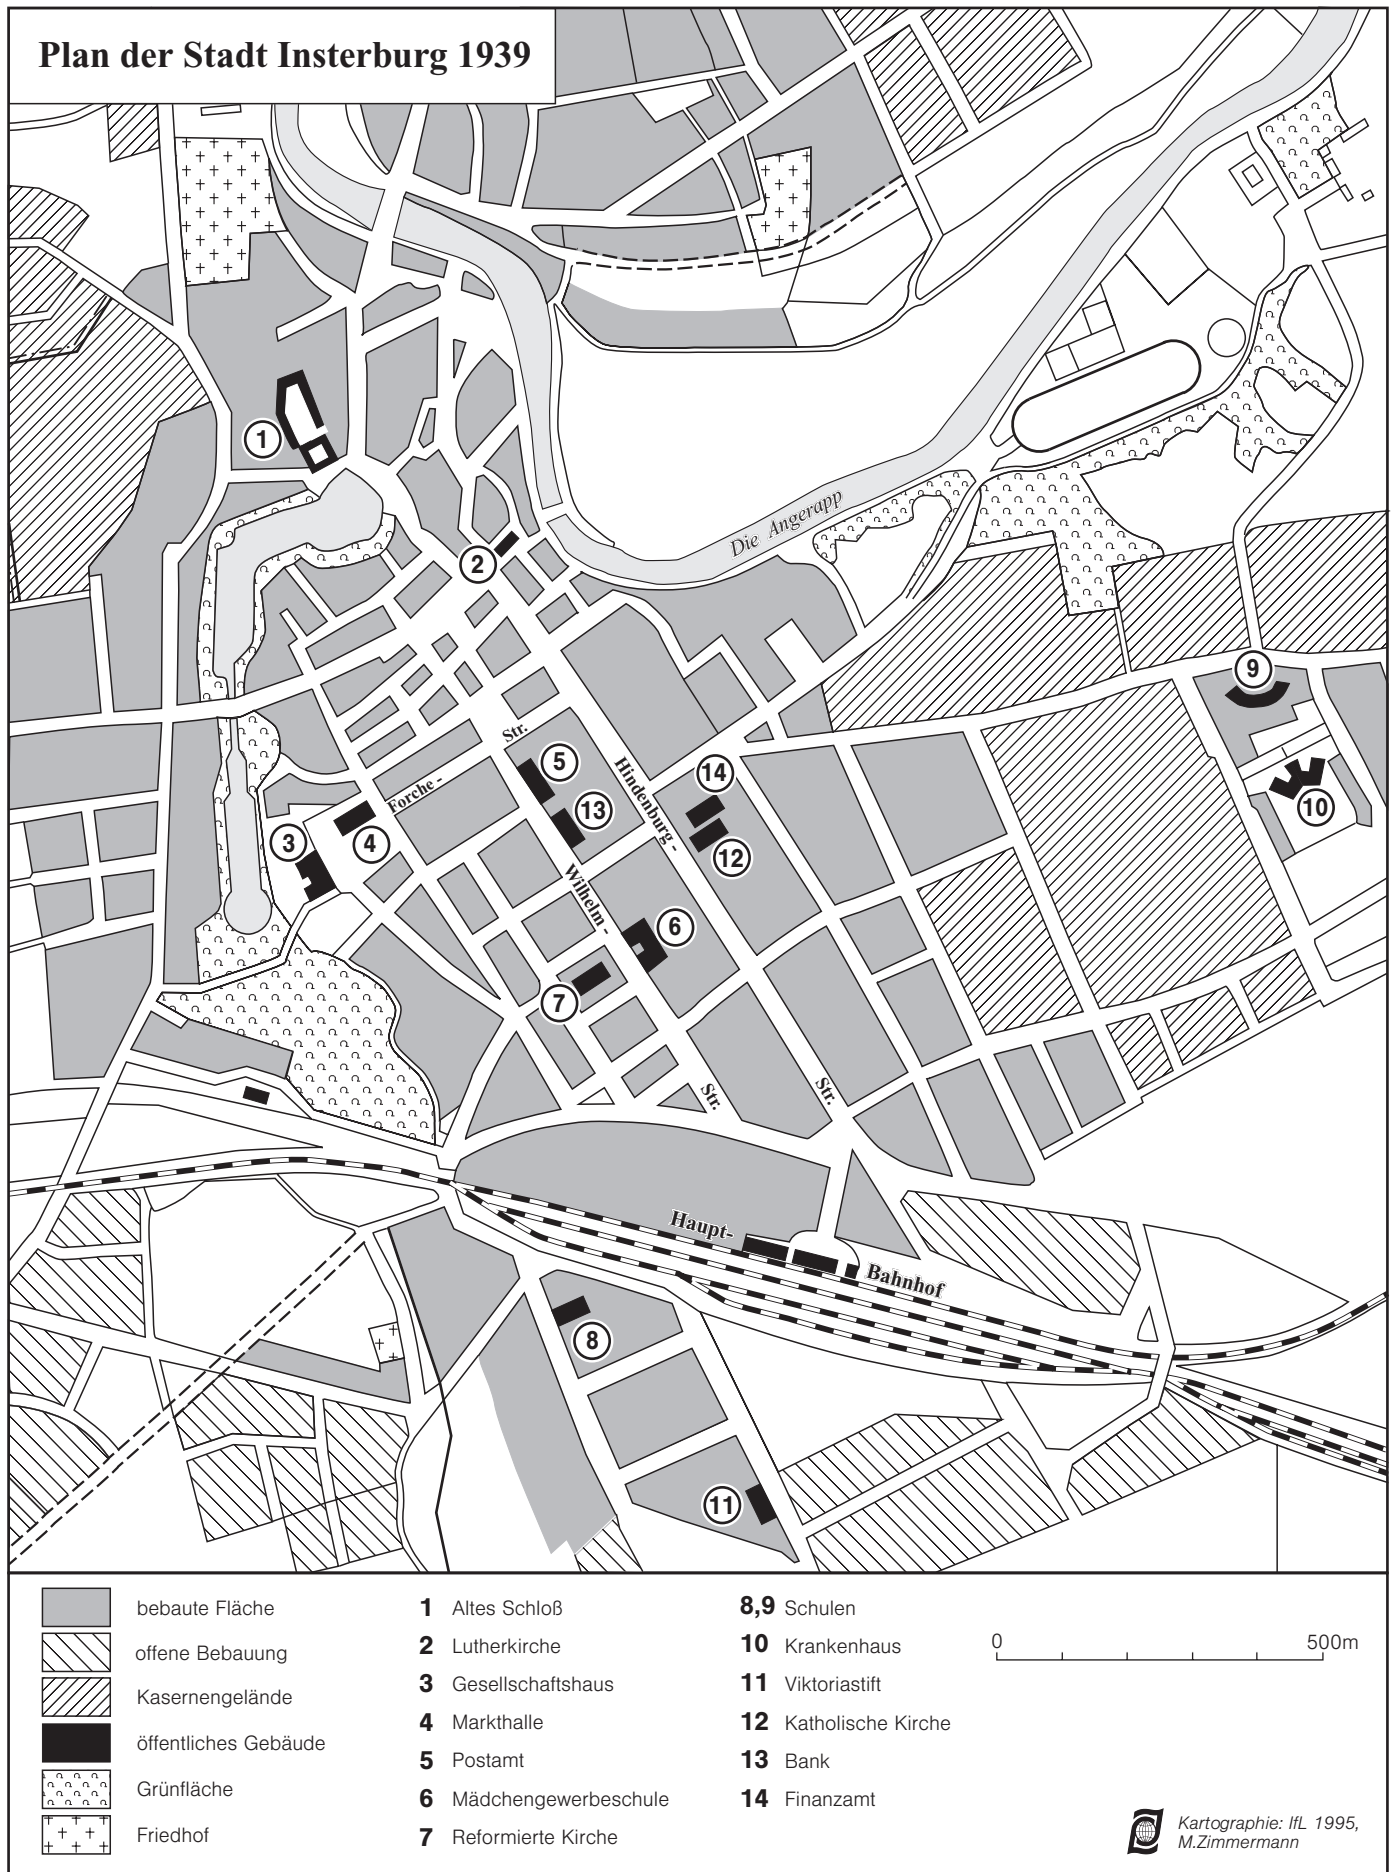 Plan der Stadt Insterburg 1939
Die Angerapp
1
2
9
10
Str.
Forche -
5
13
Hindenburg -
14
12
3
4
Wilhelm -
6
7
Str.
Str.
Haupt-
Bahnhof
8
11
bebaute Fläche
offene Bebauung
Kasernengelände
öffentliches Gebäude
Grünfläche
Friedhof
1 Altes Schloß
2 Lutherkirche
3 Gesellschaftshaus
4 Markthalle
5 Postamt
6 Mädchengewerbeschule
7 Reformierte Kirche
8,9 Schulen
10 Krankenhaus
11 Viktoriastift
12 Katholische Kirche
13 Bank
14 Finanzamt
0 500m
Kartographie: IfL 1995,
M.Zimmermann